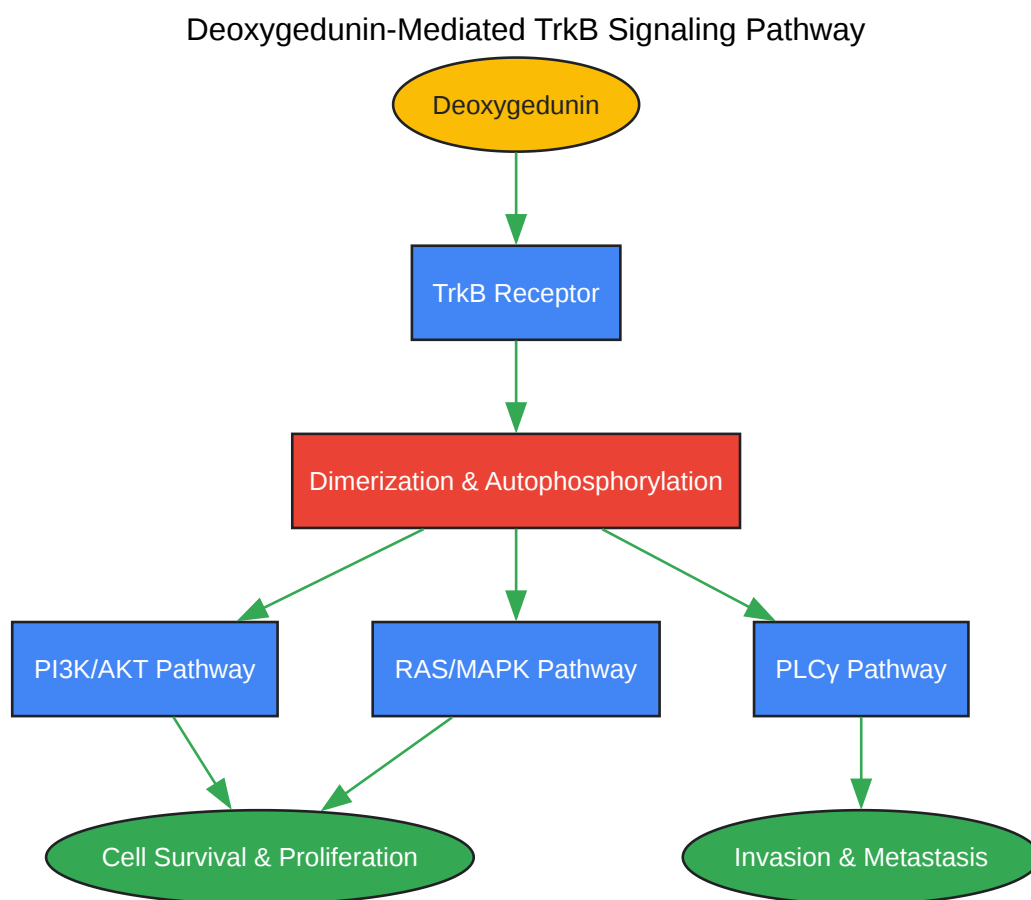 Deoxygedunin-Mediated TrkB Signaling Pathway
Deoxygedunin
TrkB Receptor
Dimerization & Autophosphorylation
PI3K/AKT Pathway
RAS/MAPK Pathway
PLCγ Pathway
Cell Survival & Proliferation
Invasion & Metastasis